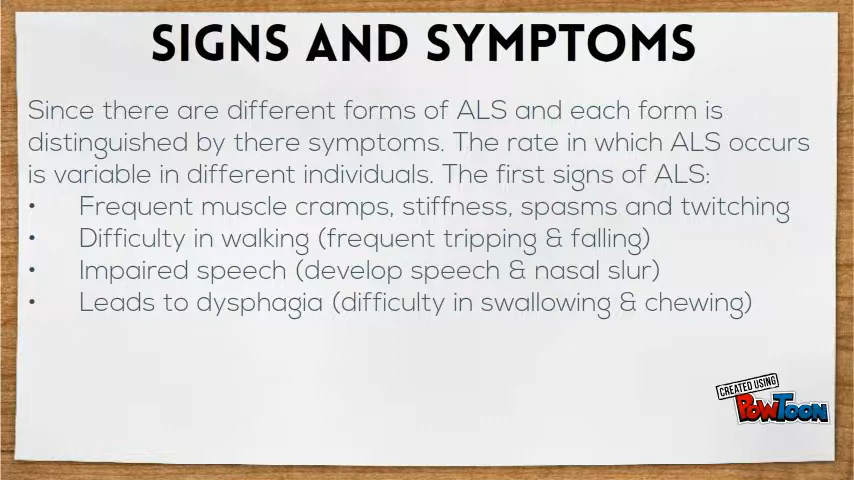 SIGNS AND SYMPTOMS
Since there are different forms of ALS and each form is
distinguished by there symptoms. The rate in which ALS occurs
is variable in different individuals. The first signs of ALS:
• Frequent muscle cramps, stiffness, spasms and twitching
• Difficulty in walking (frequent tripping & falling)
• Impaired speech (develop speech & nasal slur)
• Leads to dysphagia (difficulty in swallowing & chewing)
CREATED USING
POWTOON